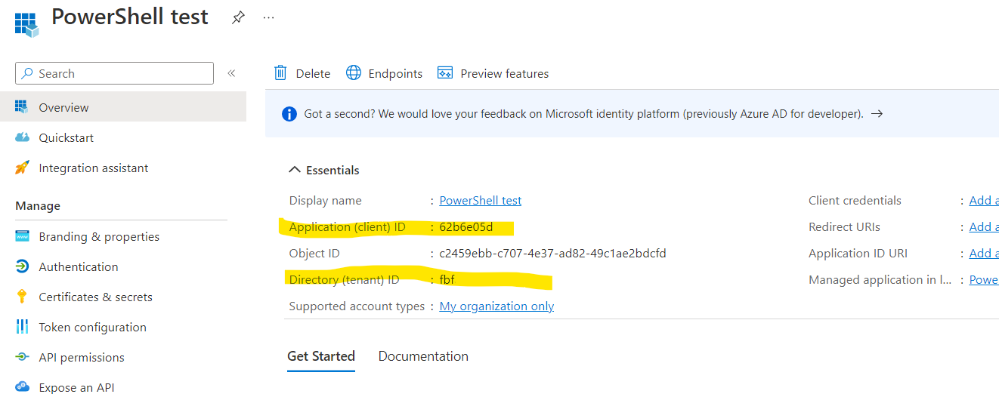 PowerShell test
Search
Overview
Quickstart
Integration assistant
Manage
Branding & properties
Authentication
Certificates & secrets
Token configuration
API permissions
Expose an API
Delete Endpoints Preview features
Got a second? We would love your feedback on Microsoft identity platform (previously Azure AD for developer).
Essentials
Display name : PowerShell test
Application (client) ID : 62b6e05d
Object ID : c2459ebb-c707-4e37-ad82-49c1ae2bdcfd
Directory (tenant) ID : fbf
Supported account types : My organization only
Client credentials : Add a
Redirect URIs : Add a
Application ID URI : Add a
Managed application in l... : Powe
Get Started Documentation